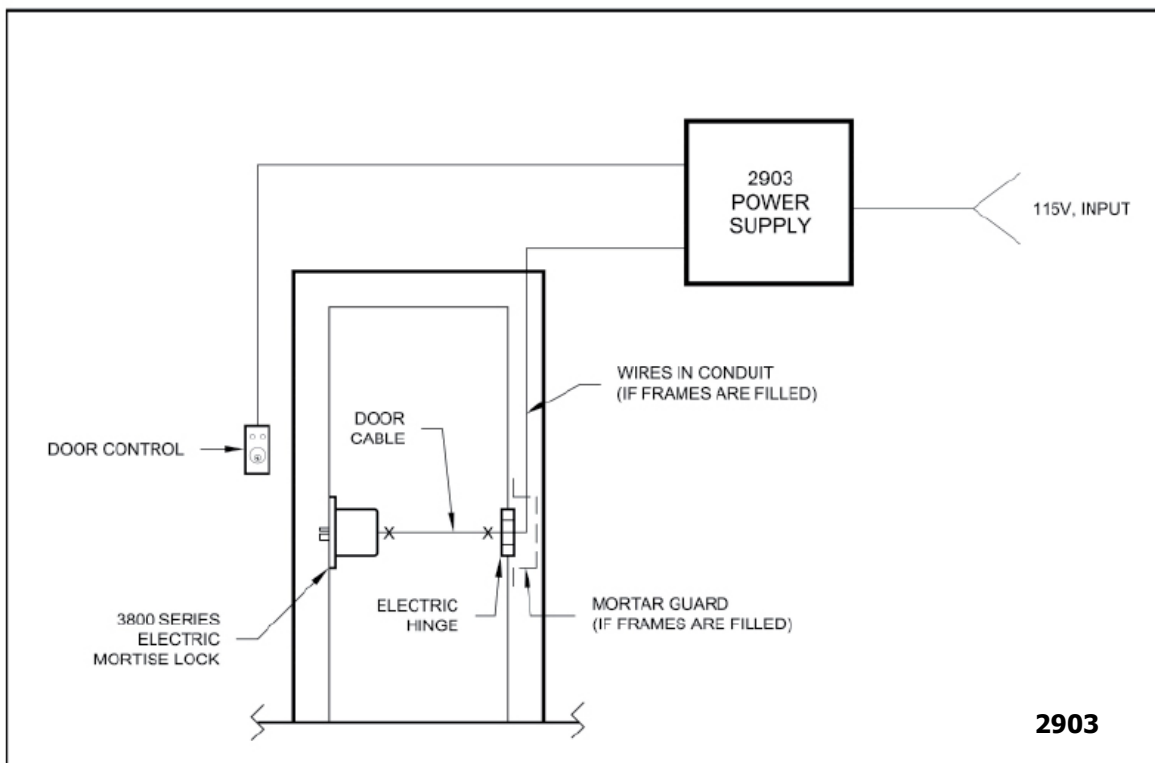 2903
POWER
SUPPLY
115V, INPUT
WIRES IN CONDUIT
(IF FRAMES ARE FILLED)
DOOR
CABLE
DOOR CONTROL
3800 SERIES
ELECTRIC
MORTISE LOCK
ELECTRIC
HINGE
MORTAR GUARD
(IF FRAMES ARE FILLED)
2903